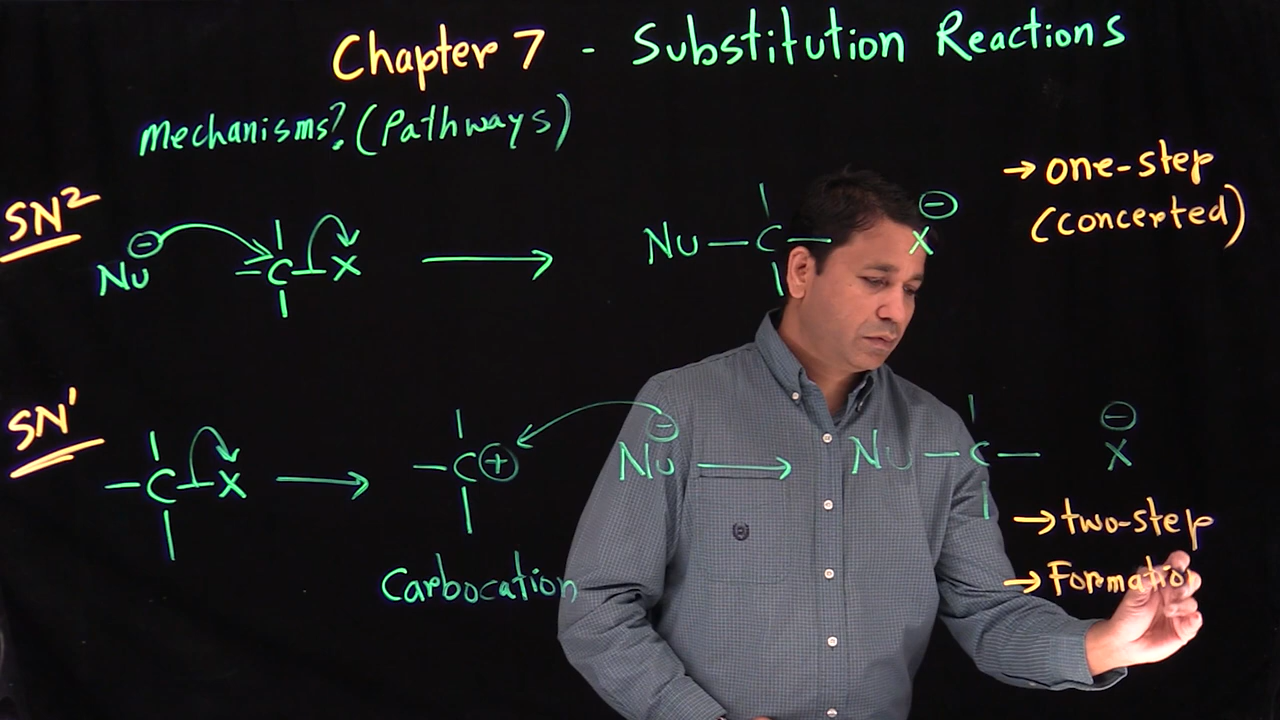 Chapter 7 - Substitution Reactions
Mechanisms? (Pathways)
SN2
Nu⊖ C X → Nu C X⊖
→ one-step
(concerted)
SN1
C X → C⊕ Nu⊖ → Nu C X⊖
Carbocation
→ two-step
→ Formation